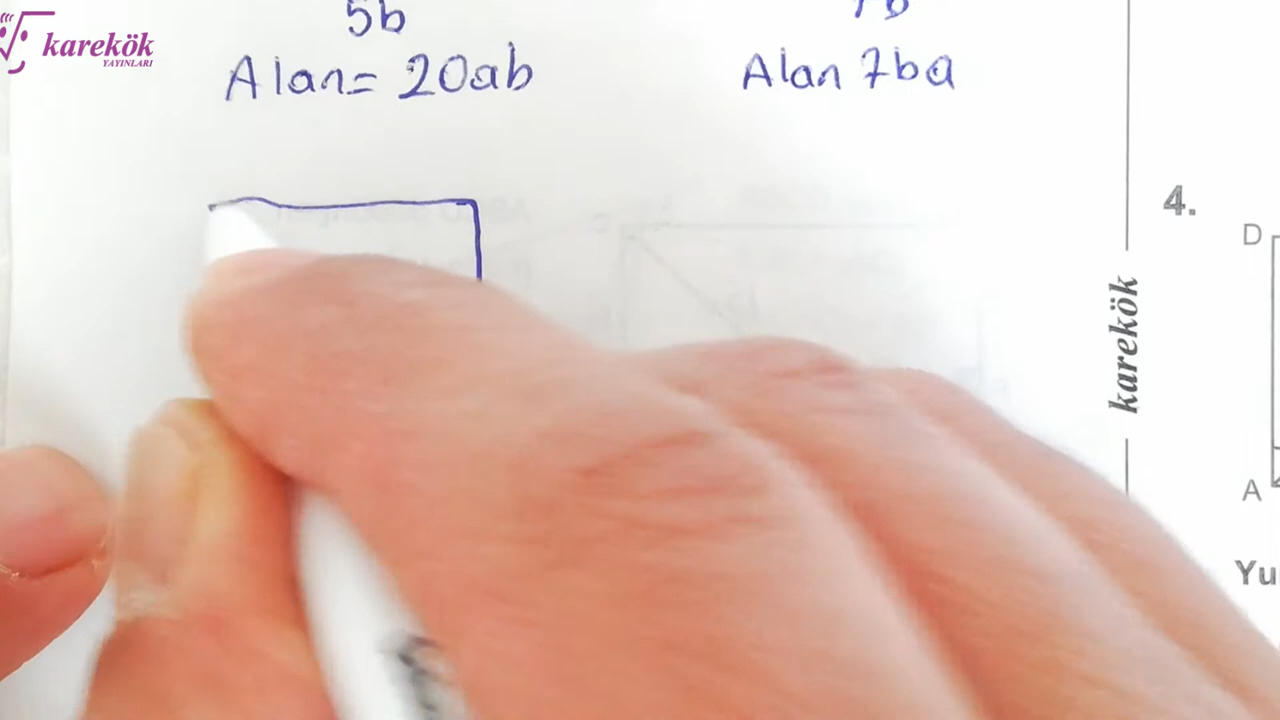 karekök
YAYINLARI
5b
7b
Alan= 20ab
Alan 7ba
4.
D
karekök
A
Yu